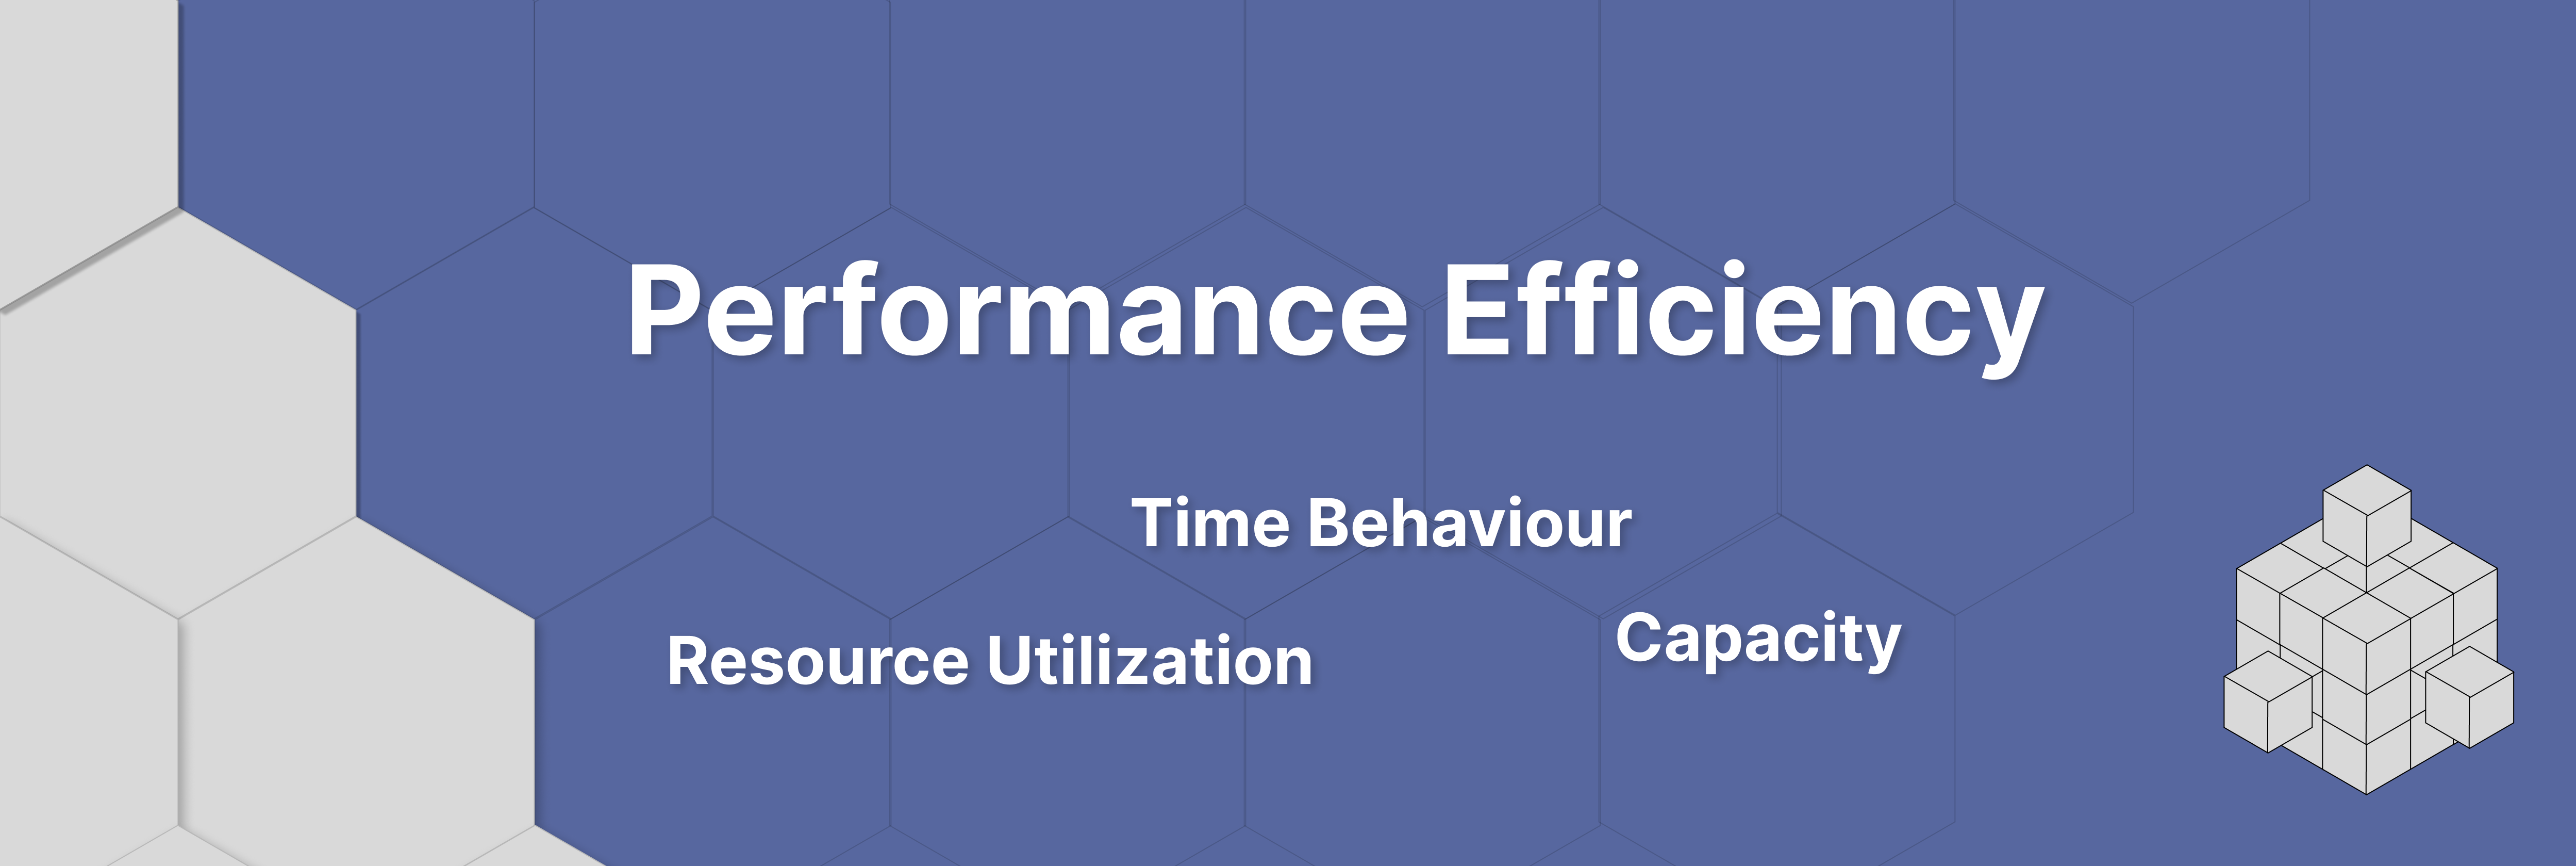 Performance Efficiency
Time Behaviour
Resource Utilization
Capacity